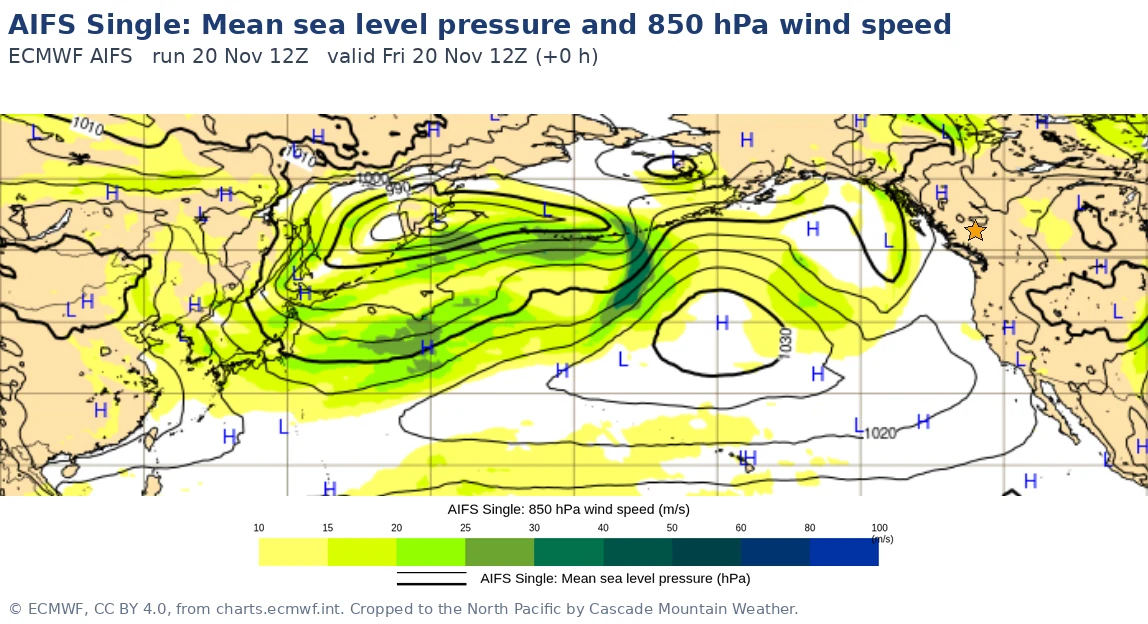 AIFS Single: Mean sea level pressure and 850 hPa wind speed
ECMWF AIFS run 20 Nov 12Z valid Fri 20 Nov 12Z (+0 h)
L 1010 H H L H L H H
L 1010 L H
H H 1000 990 H L
L L L H L
L H
L H L H H L
L H H
L H L L
H H 1030 H
H H L L 1020 H
H H H L H
AIFS Single: 850 hPa wind speed (m/s)
10 15 20 25 30 40 50 60 80 100
(m/s)
AIFS Single: Mean sea level pressure (hPa)
© ECMWF, CC BY 4.0, from charts.ecmwf.int. Cropped to the North Pacific by Cascade Mountain Weather.